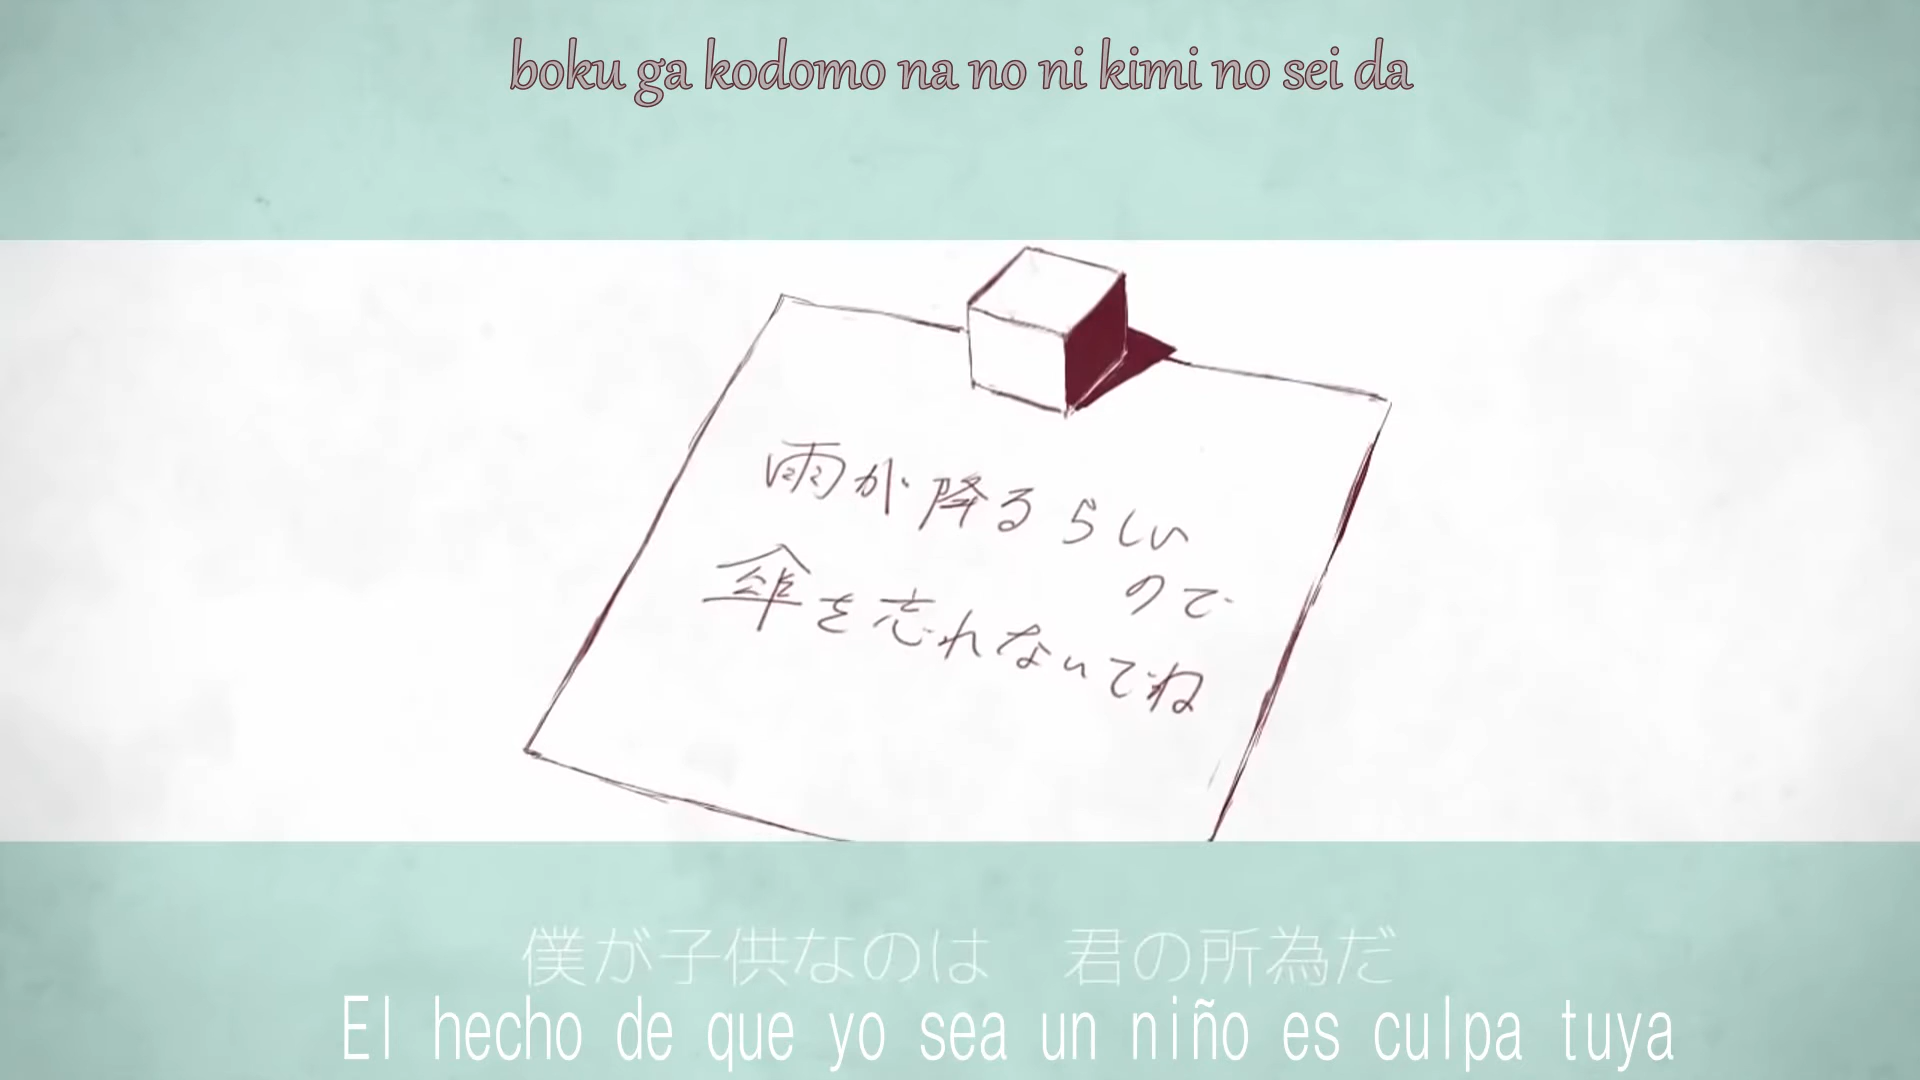 boku ga kodomo na no ni kimi no sei da
雨が降るらしい
ので
傘を忘れないでね
僕が子供なのは　君の所為だ
El hecho de que yo sea un niño es culpa tuya